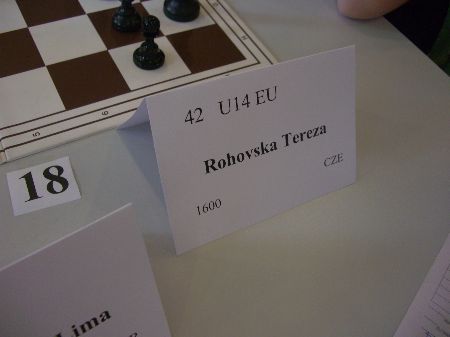 42 U14 EU
Rohovska Tereza
1600 CZE
18
Lima